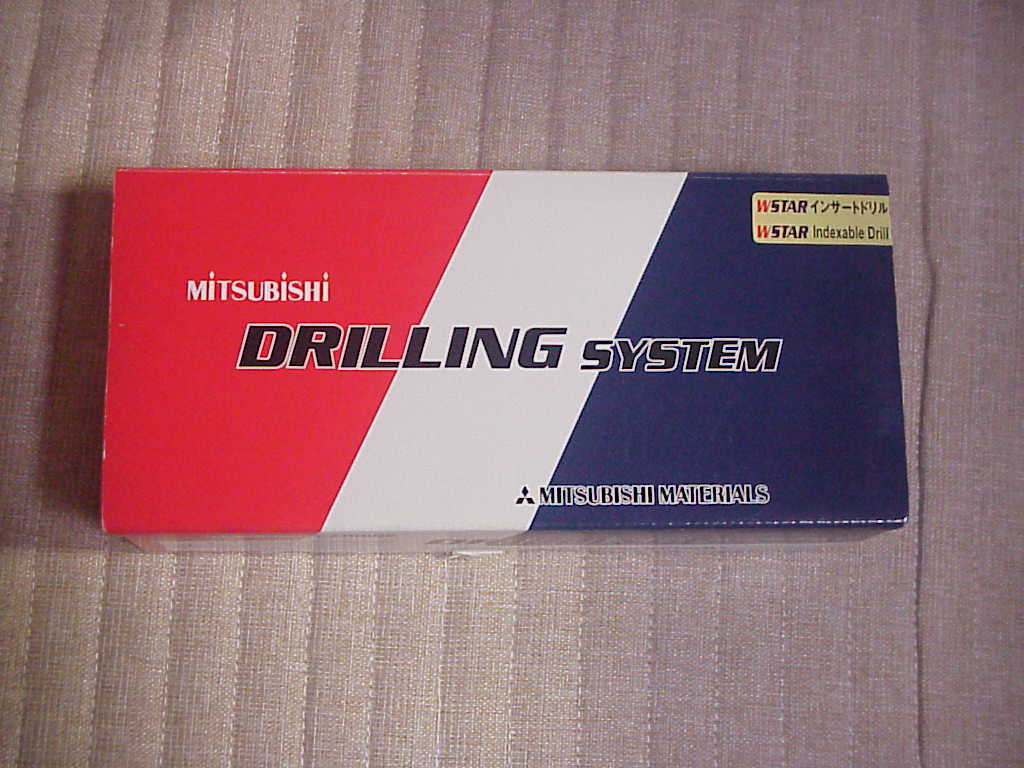 WSTAR インサートドリル
WSTAR Indexable Drill
MITSUBISHI
DRILLING SYSTEM
MITSUBISHI MATERIALS